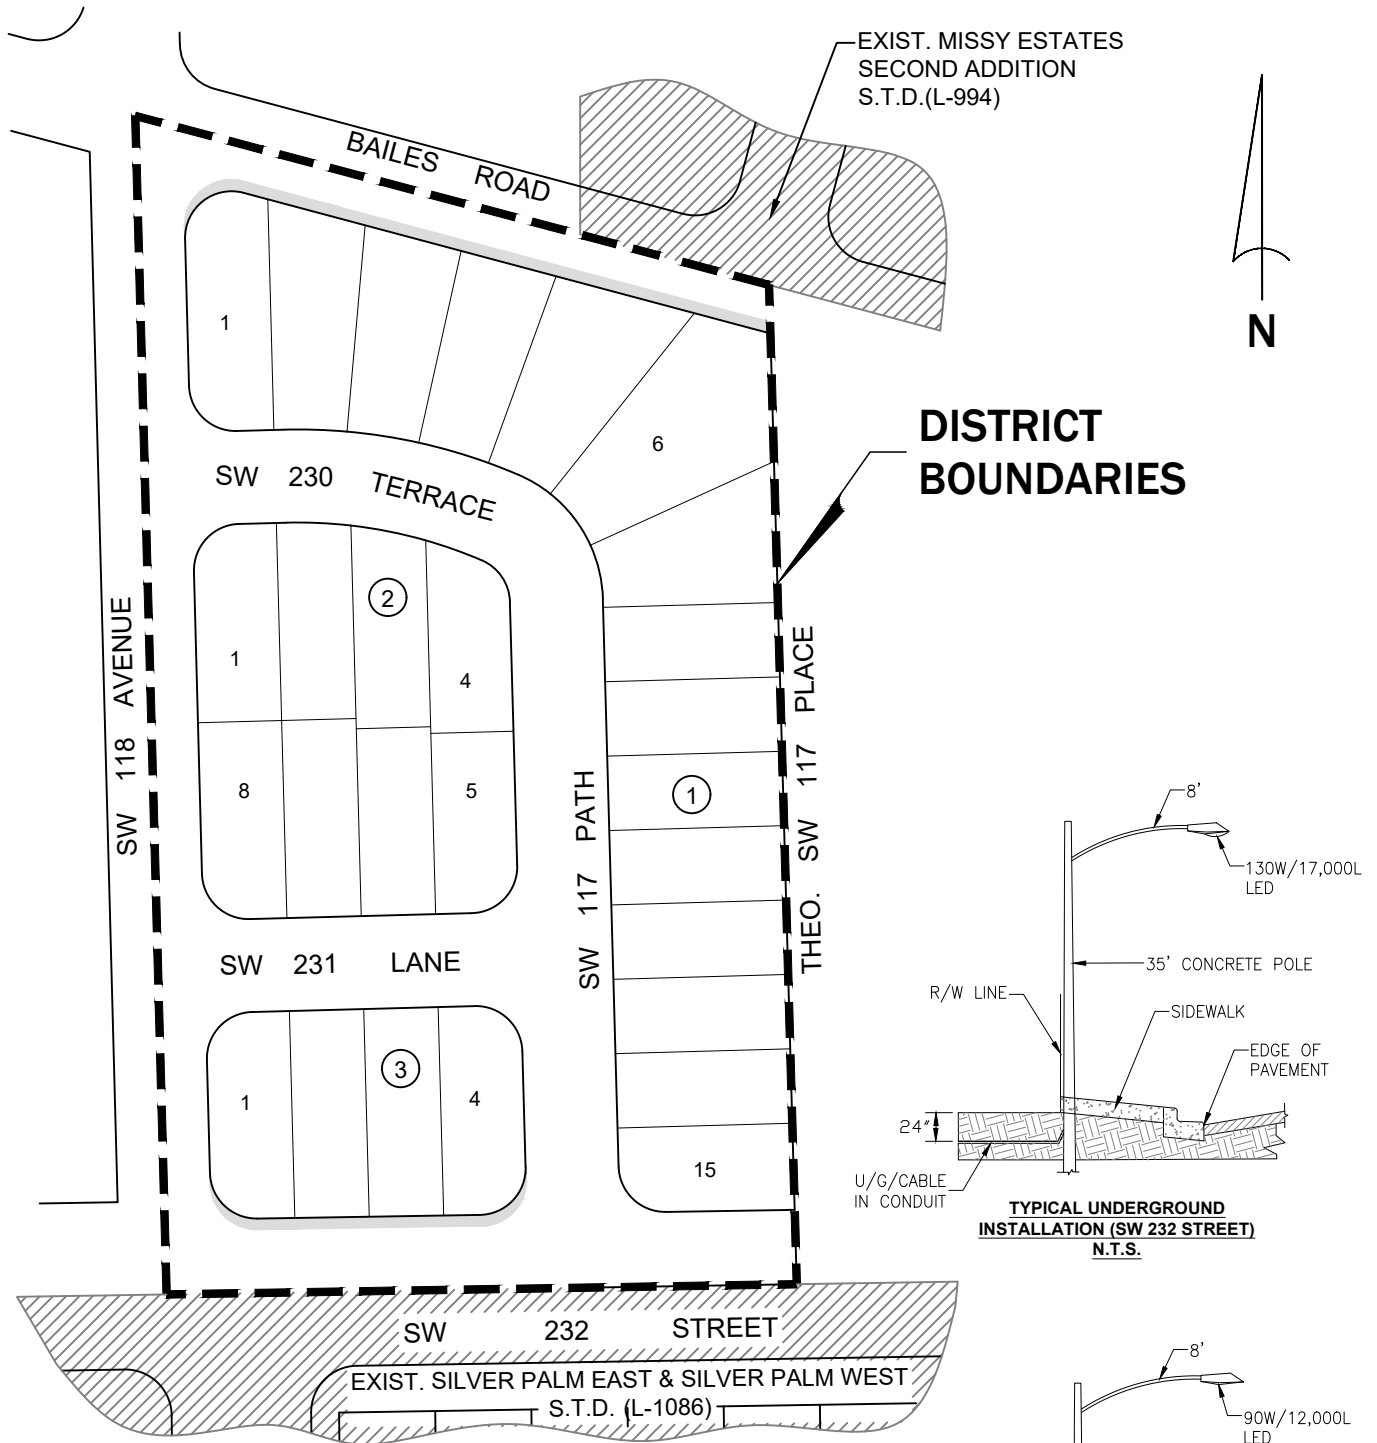 EXIST. MISSY ESTATES
SECOND ADDITION
S.T.D.(L-994)
BAILES ROAD
N
1
6
DISTRICT
BOUNDARIES
SW 230 TERRACE
2
1
4
8
5
SW 118 AVENUE
SW 117 PATH
1
THEO. SW 117 PLACE
SW 231 LANE
3
1
4
15
8'
130W/17,000L
LED
35' CONCRETE POLE
R/W LINE
SIDEWALK
EDGE OF
PAVEMENT
24"
U/G/CABLE
IN CONDUIT
TYPICAL UNDERGROUND
INSTALLATION (SW 232 STREET)
N.T.S.
SW 232 STREET
EXIST. SILVER PALM EAST & SILVER PALM WEST
S.T.D. (L-1086)
8'
90W/12,000L
LED